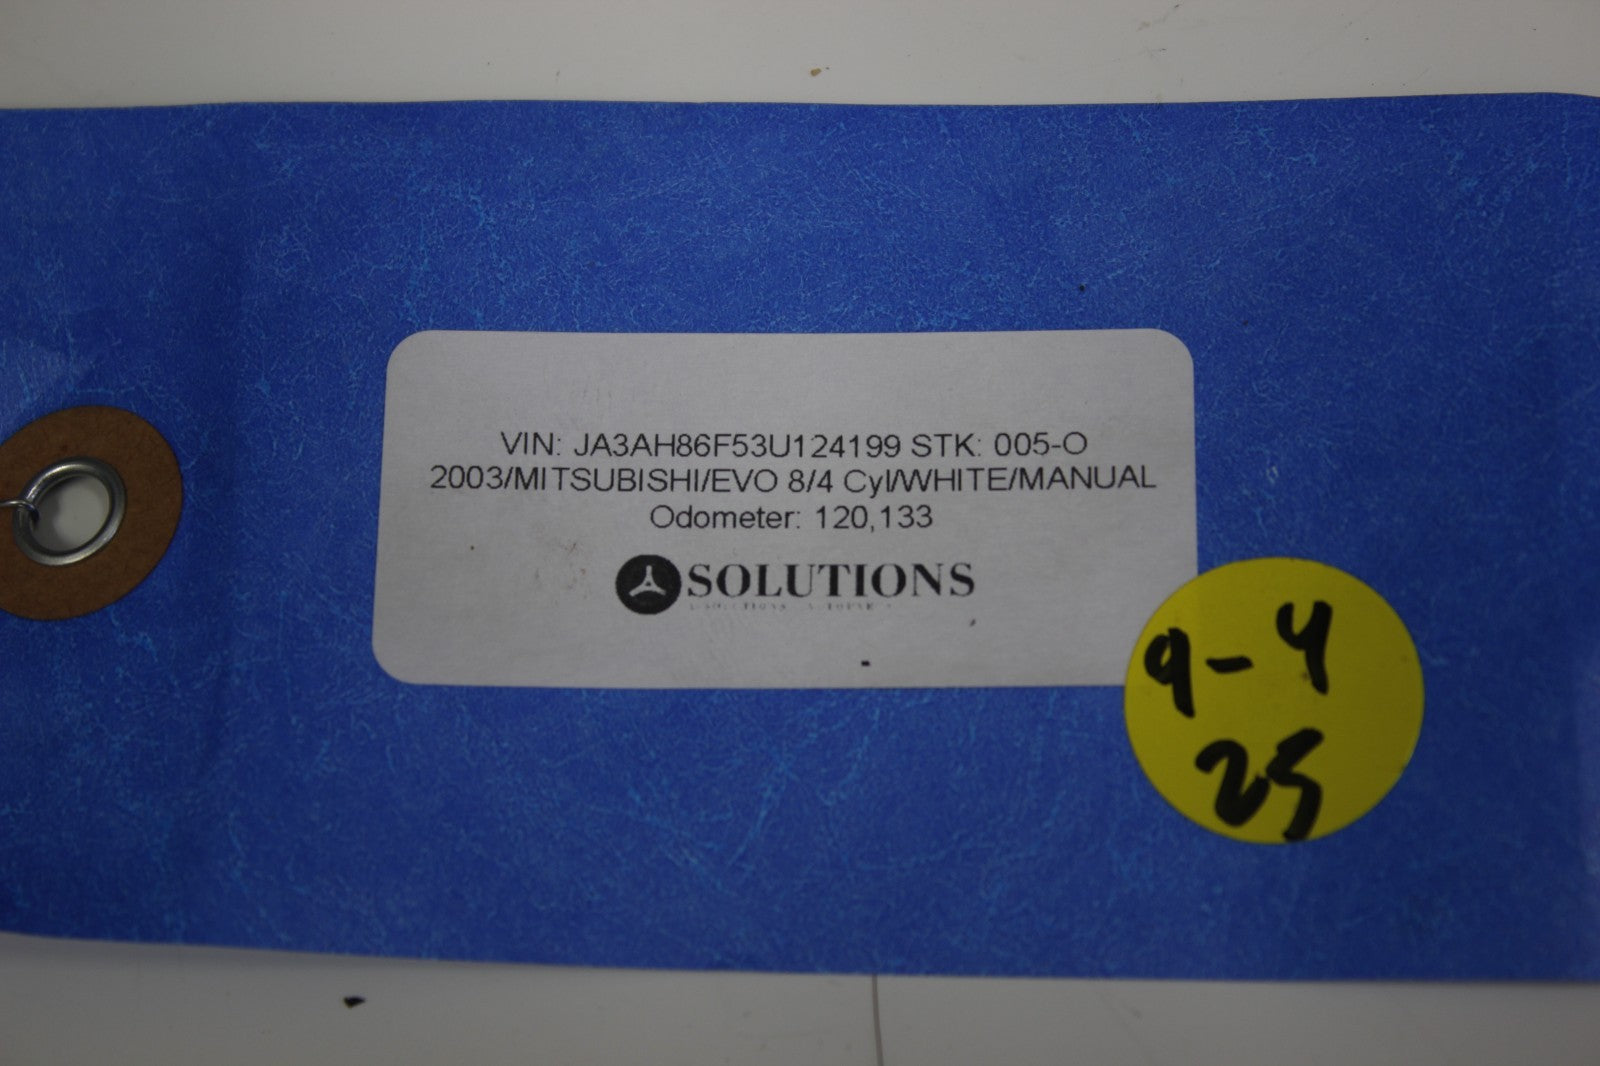 VIN: JA3AH86F53U124199 STK: 005-O
2003/MITSUBISHI/EVO 8/4 Cyl/WHITE/MANUAL
Odometer: 120,133
SOLUTIONS
9-4
25